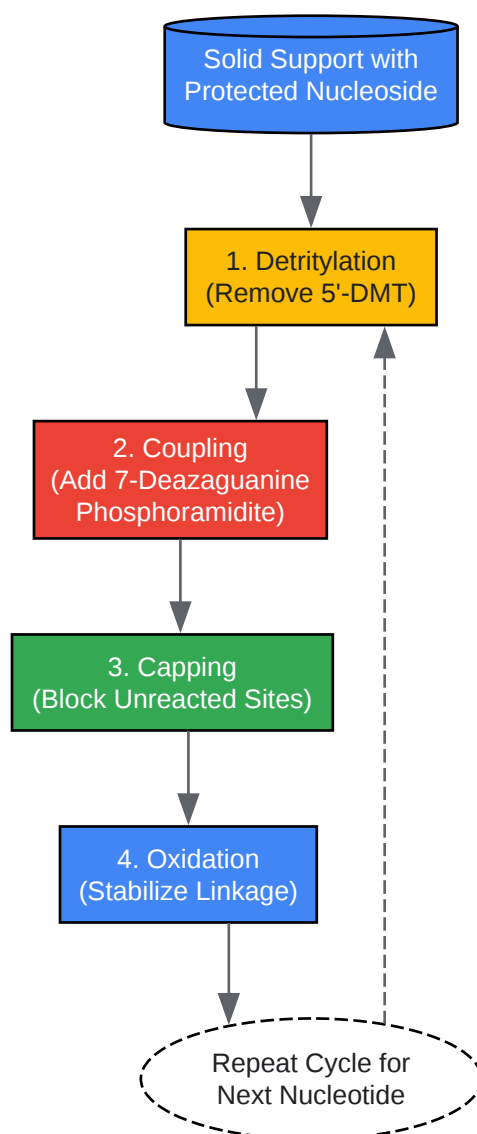 Solid Support with
Protected Nucleoside
1. Detritylation
(Remove 5'-DMT)
2. Coupling
(Add 7-Deazaguanine
Phosphoramidite)
3. Capping
(Block Unreacted Sites)
4. Oxidation
(Stabilize Linkage)
Repeat Cycle for
Next Nucleotide